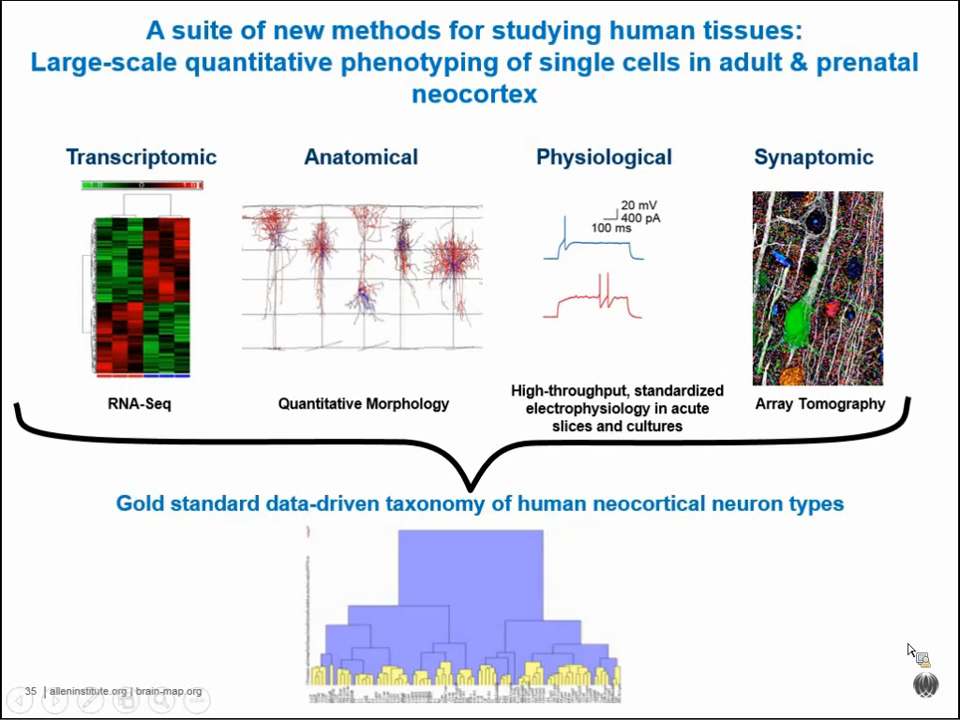 A suite of new methods for studying human tissues:
Large-scale quantitative phenotyping of single cells in adult & prenatal
neocortex
Transcriptomic
Anatomical
Physiological
Synaptomic
20 mV
400 pA
100 ms
RNA-Seq
Quantitative Morphology
High-throughput, standardized
electrophysiology in acute
slices and cultures
Array Tomography
Gold standard data-driven taxonomy of human neocortical neuron types
35 | alleninstitute.org | brain-map.org